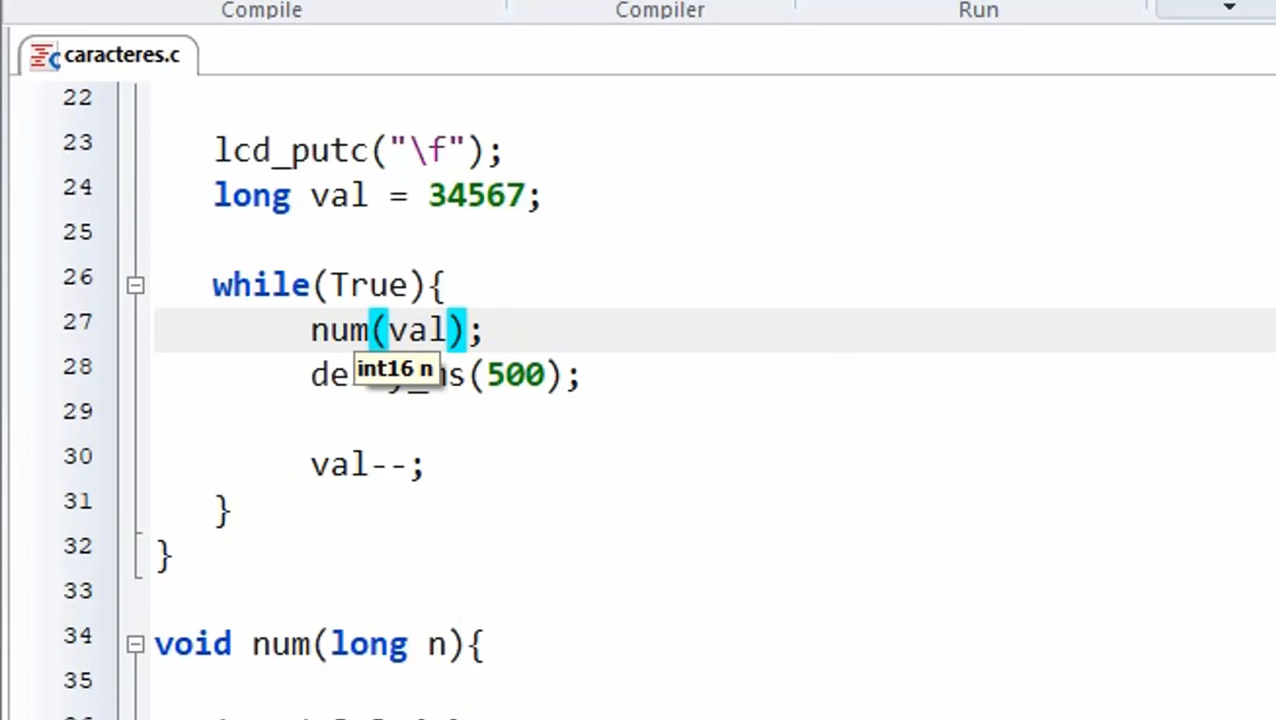 Compile Compiler Run
caracteres.c
22
23 lcd_putc("\f");
24 long val = 34567;
25
26 while(True){
27 num(val);
int16 n
28 (500);
29
30 val--;
31 }
32 }
33
34 void num(long n){
35